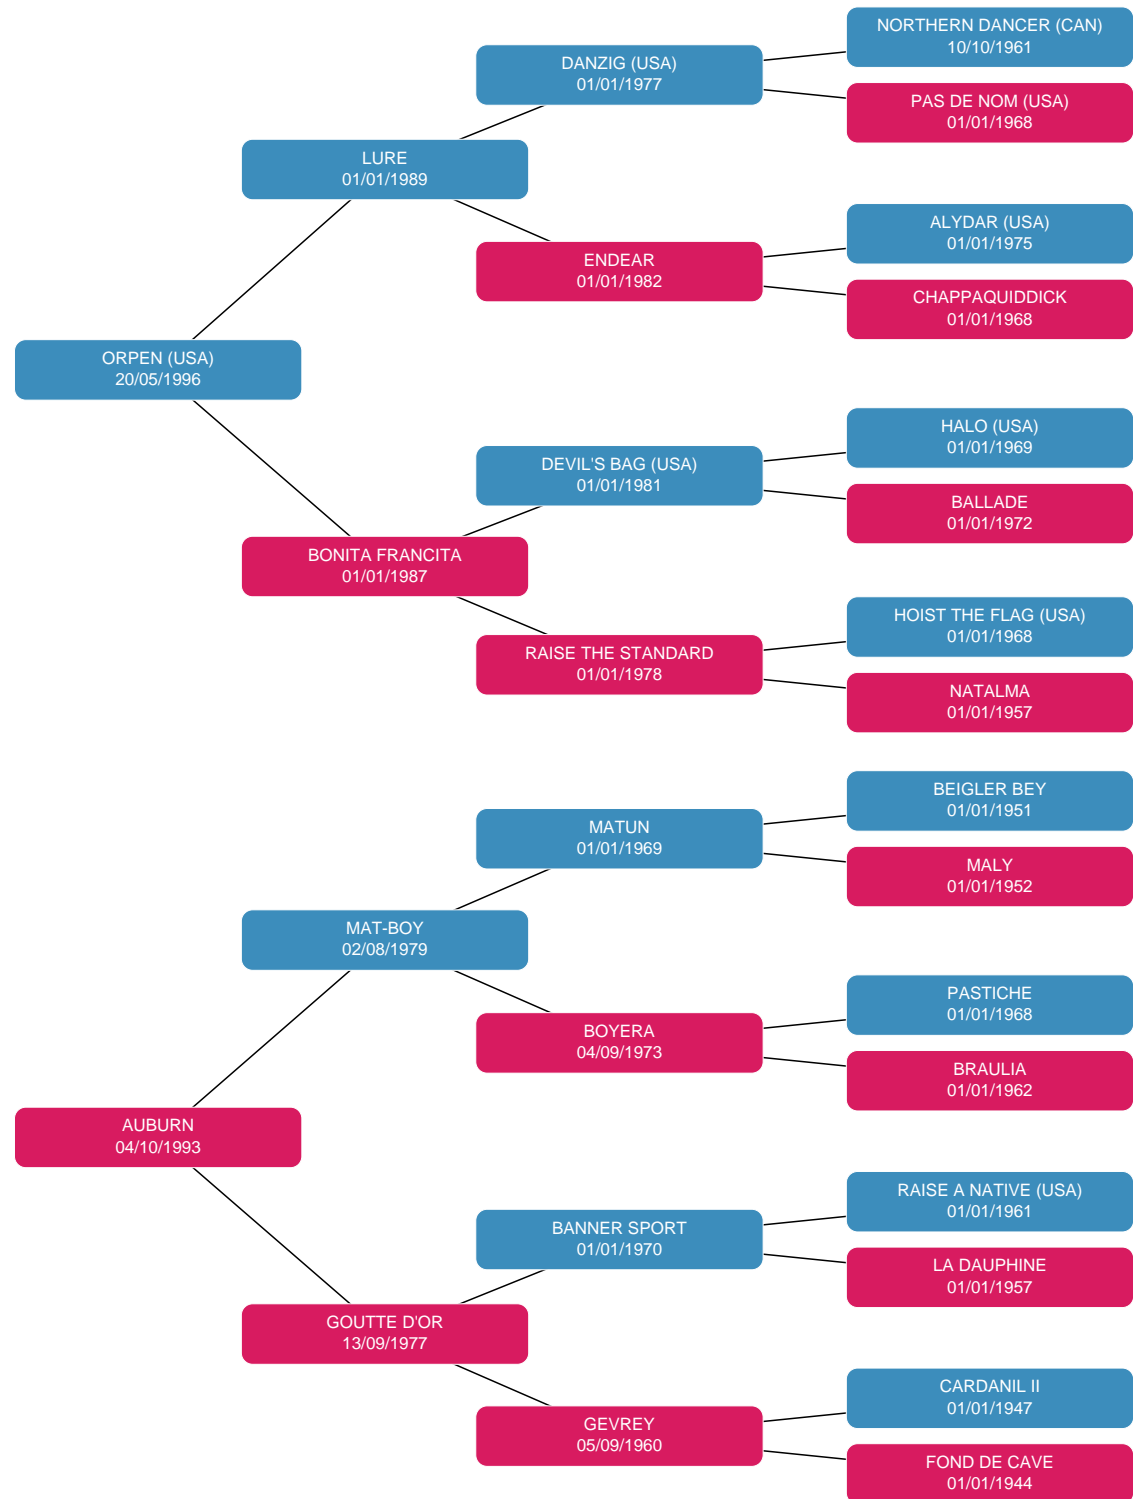 NORTHERN DANCER (CAN)
10/10/1961
DANZIG (USA)
01/01/1977
PAS DE NOM (USA)
01/01/1968
LURE
01/01/1989
ALYDAR (USA)
01/01/1975
ENDEAR
01/01/1982
CHAPPAQUIDDICK
01/01/1968
ORPEN (USA)
20/05/1996
HALO (USA)
01/01/1969
DEVIL'S BAG (USA)
01/01/1981
BALLADE
01/01/1972
BONITA FRANCITA
01/01/1987
HOIST THE FLAG (USA)
01/01/1968
RAISE THE STANDARD
01/01/1978
NATALMA
01/01/1957
BEIGLER BEY
01/01/1951
MATUN
01/01/1969
MALY
01/01/1952
MAT-BOY
02/08/1979
PASTICHE
01/01/1968
BOYERA
04/09/1973
BRAULIA
01/01/1962
AUBURN
04/10/1993
RAISE A NATIVE (USA)
01/01/1961
BANNER SPORT
01/01/1970
LA DAUPHINE
01/01/1957
GOUTTE D'OR
13/09/1977
CARDANIL II
01/01/1947
GEVREY
05/09/1960
FOND DE CAVE
01/01/1944